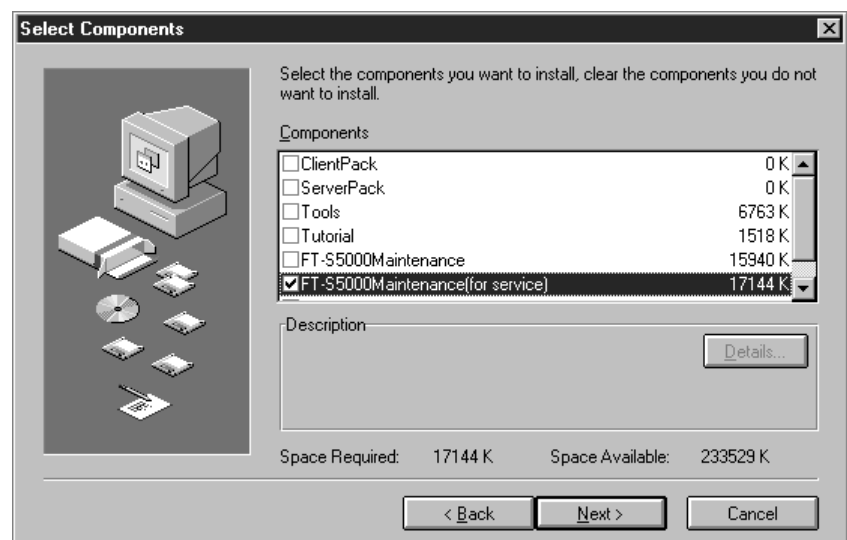 Select Components
Select the components you want to install, clear the components you do not
want to install.
Components
ClientPack 0 K
ServerPack 0 K
Tools 6763 K
Tutorial 1518 K
FT-S5000Maintenance 15940 K
FT-S5000Maintenance(for service) 17144 K
Description
Details...
Space Required: 17144 K Space Available: 233529 K
< Back Next > Cancel